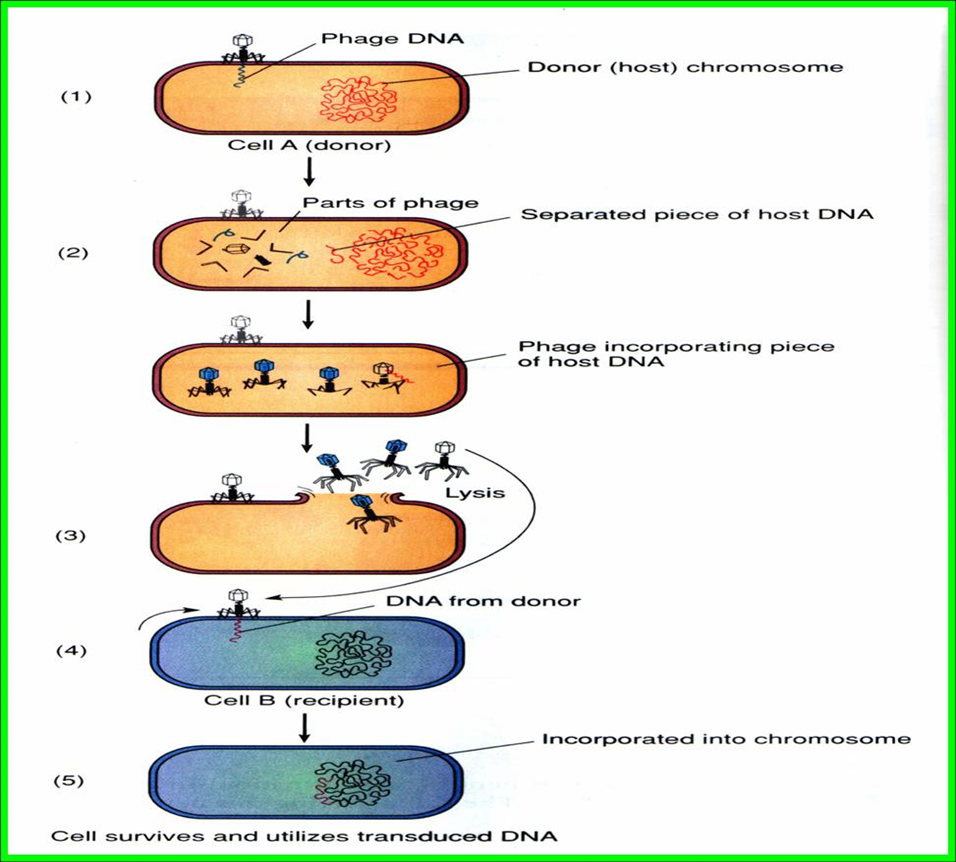 Phage DNA
Donor (host) chromosome
(1)
Cell A (donor)
Parts of phage
Separated piece of host DNA
(2)
Phage incorporating piece
of host DNA
Lysis
(3)
DNA from donor
(4)
Cell B (recipient)
Incorporated into chromosome
(5)
Cell survives and utilizes transduced DNA